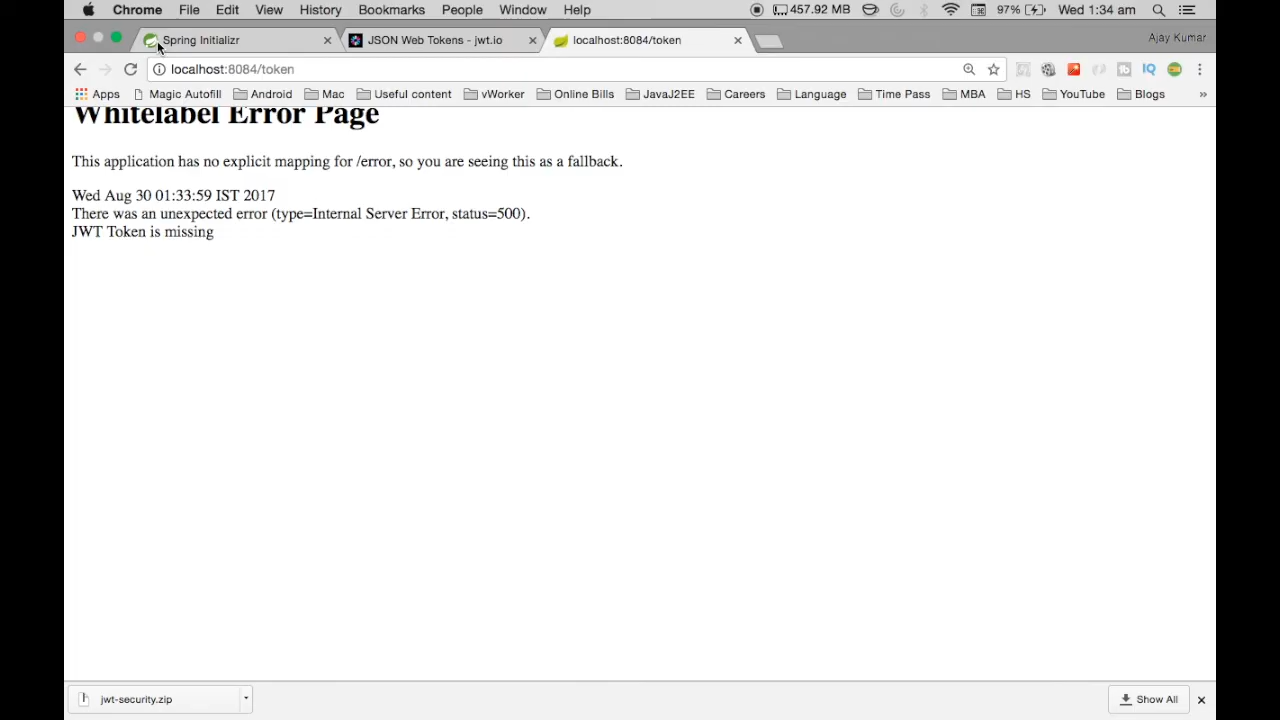 Chrome File Edit View History Bookmarks People Window Help 457.92 MB 97% Wed 1:34 am
Spring Initializr JSON Web Tokens - jwt.io localhost:8084/token Ajay Kumar
localhost:8084/token
Apps Magic Autofill Android Mac Useful content vWorker Online Bills JavaJ2EE Careers Language Time Pass MBA HS YouTube Blogs »
Whitelabel Error Page
This application has no explicit mapping for /error, so you are seeing this as a fallback.
Wed Aug 30 01:33:59 IST 2017
There was an unexpected error (type=Internal Server Error, status=500).
JWT Token is missing
jwt-security.zip Show All